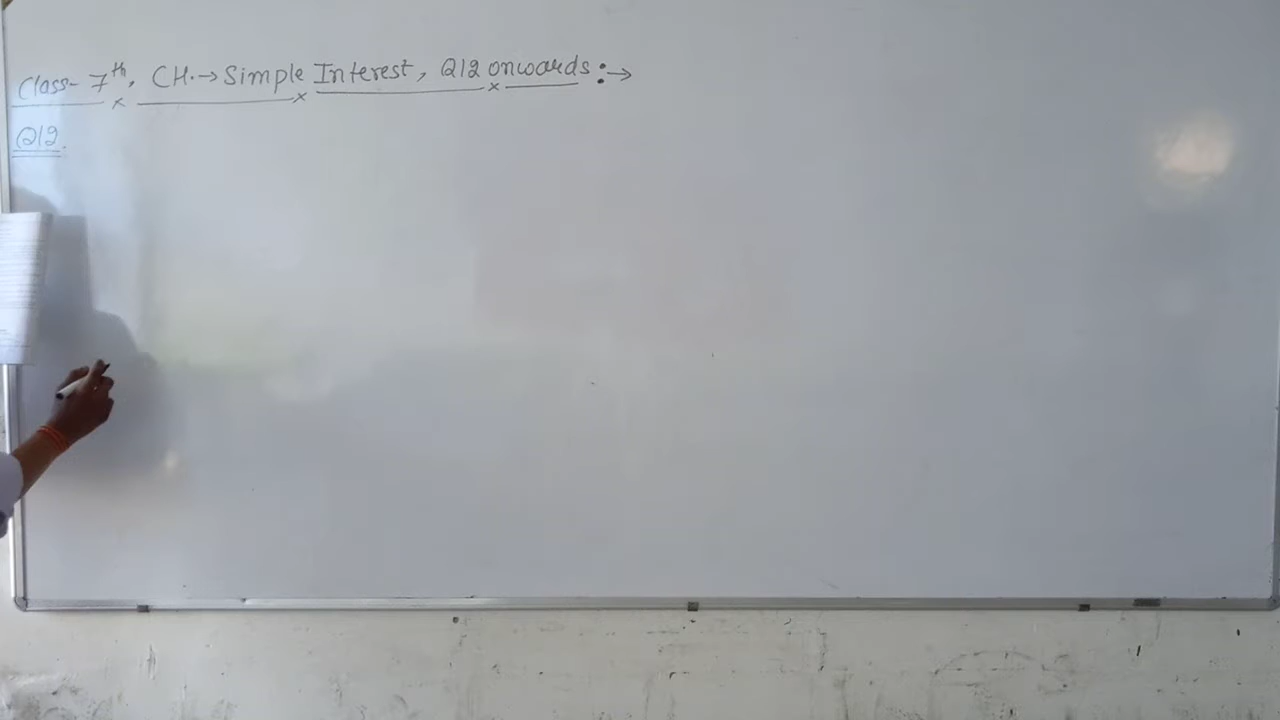 Class- 7th, CH.→ Simple Interest, Q12 onwards :→
Q12.